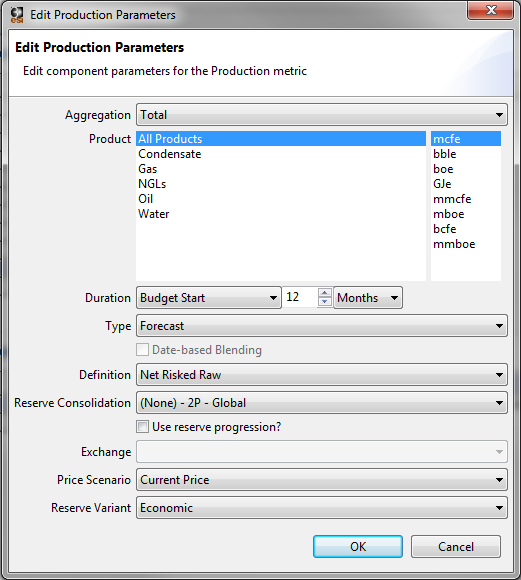 Edit Production Parameters
Edit Production Parameters
Edit component parameters for the Production metric
Aggregation Total
Product All Products mcfe
Condensate bble
Gas boe
NGLs GJe
Oil mmcfe
Water mboe
bcfe
mmboe
Duration Budget Start 12 Months
Type Forecast
Date-based Blending
Definition Net Risked Raw
Reserve Consolidation (None) - 2P - Global
Use reserve progression?
Exchange
Price Scenario Current Price
Reserve Variant Economic
OK Cancel